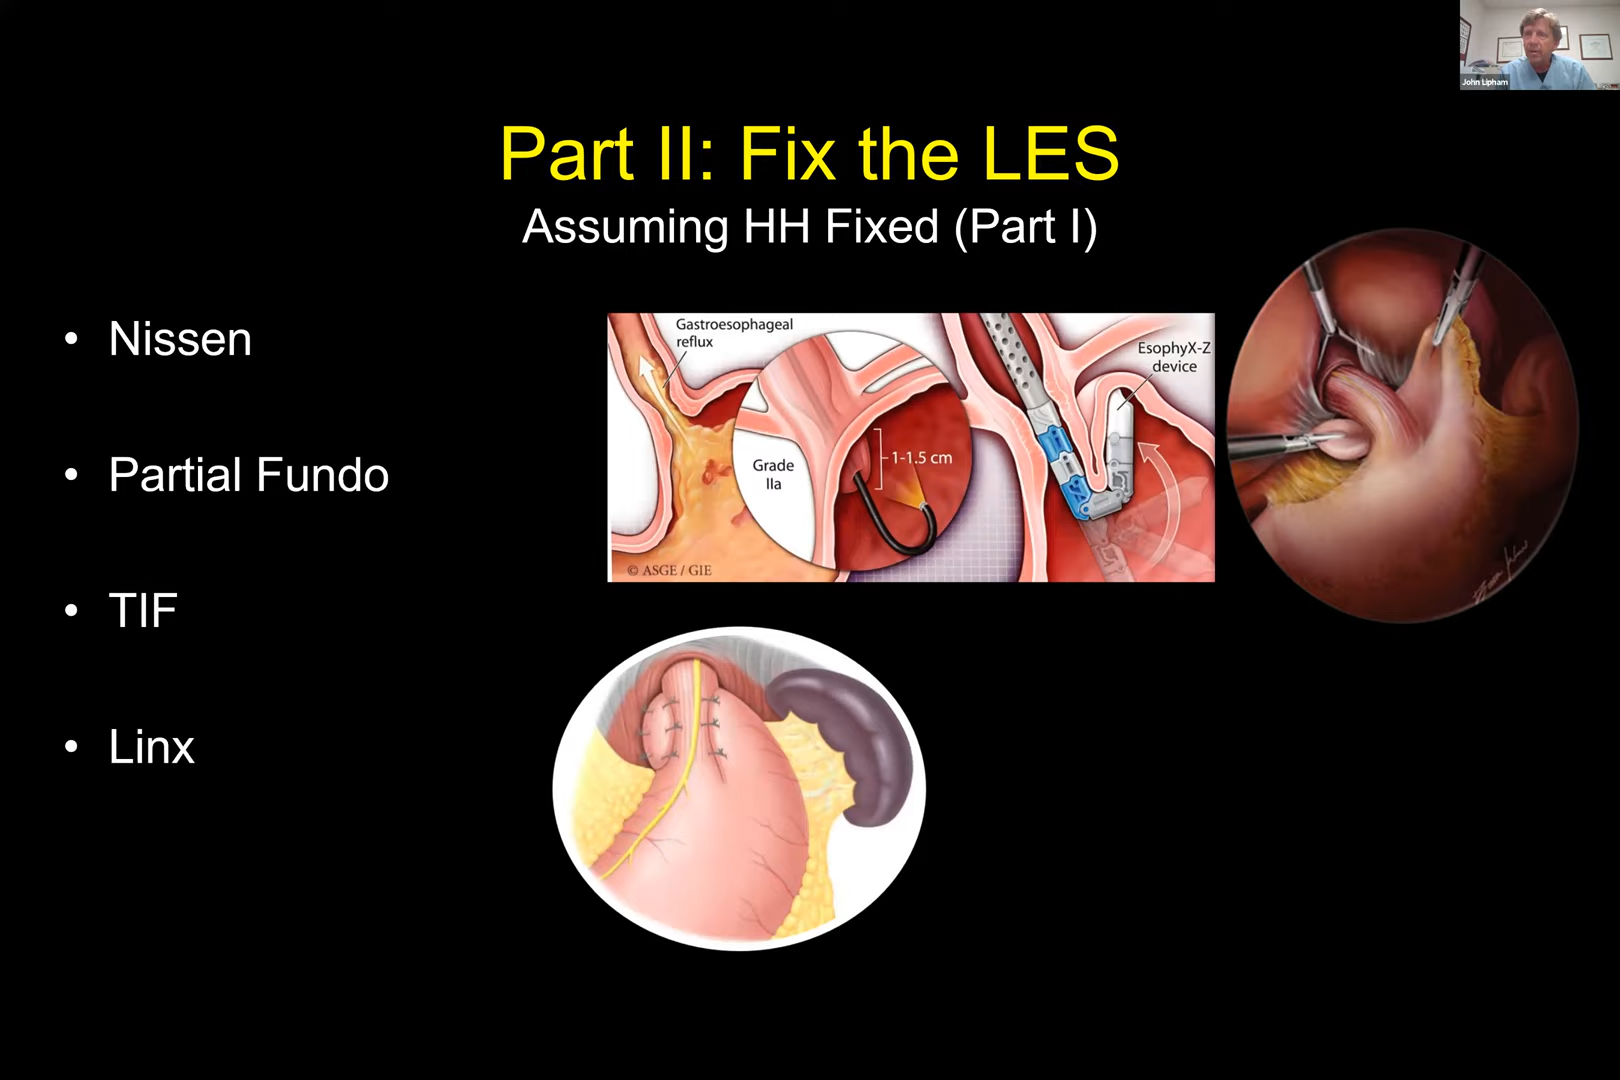 John Lipham
Part II: Fix the LES
Assuming HH Fixed (Part I)
• Nissen
• Partial Fundo
• TIF
• Linx
Gastroesophageal
reflux
Grade
IIa
1-1.5 cm
EsophyX-Z
device
© ASGE / GIE